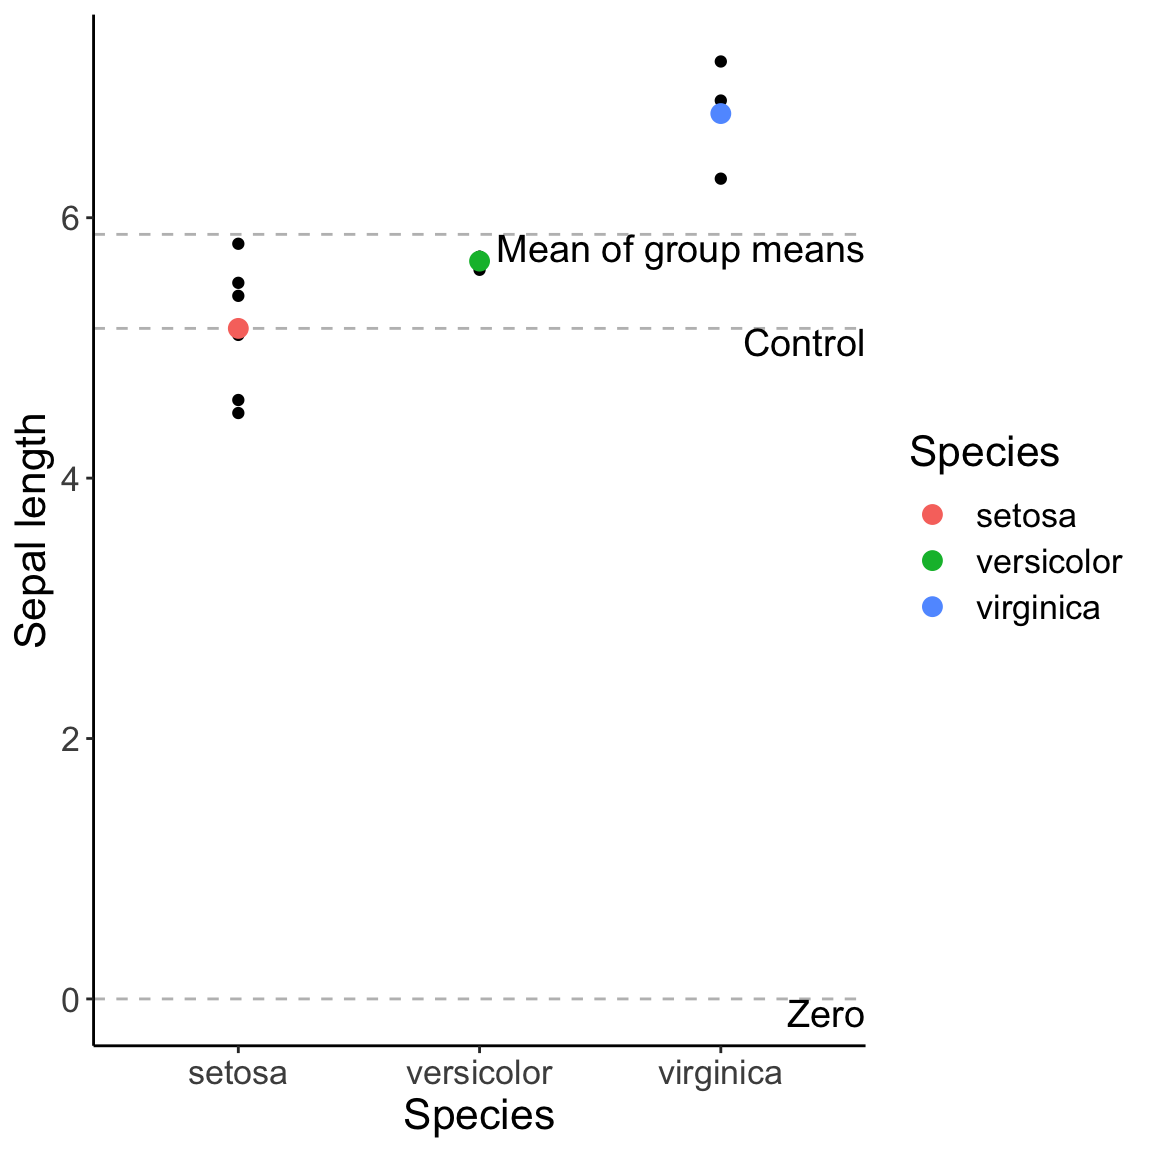 Sepal length
6
4
2
0
Mean of group means
Control
Zero
setosa
versicolor
virginica
Species
Species
setosa
versicolor
virginica